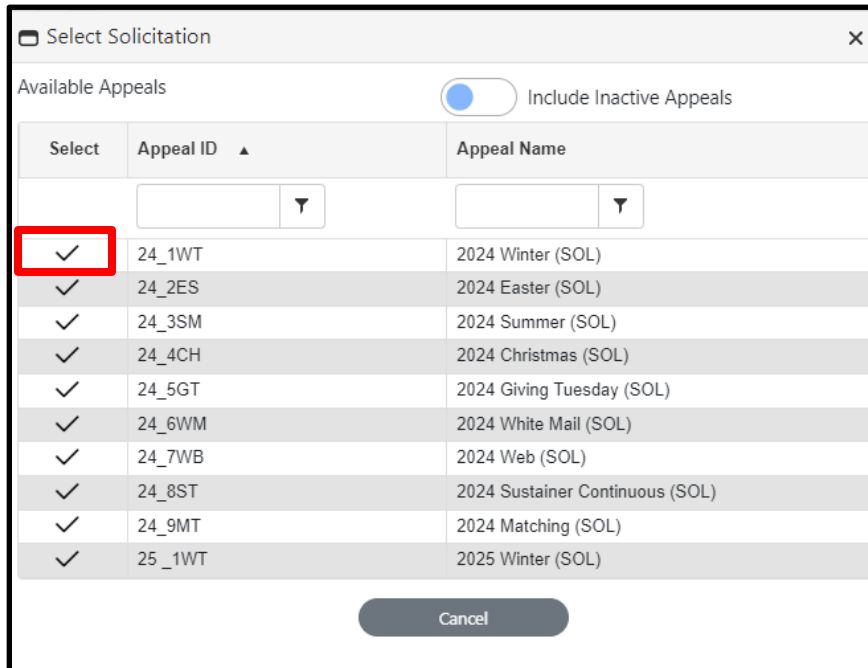 Select Solicitation
Available Appeals
Include Inactive Appeals
Select Appeal ID Appeal Name
24_1WT 2024 Winter (SOL)
24_2ES 2024 Easter (SOL)
24_3SM 2024 Summer (SOL)
24_4CH 2024 Christmas (SOL)
24_5GT 2024 Giving Tuesday (SOL)
24_6WM 2024 White Mail (SOL)
24_7WB 2024 Web (SOL)
24_8ST 2024 Sustainer Continuous (SOL)
24_9MT 2024 Matching (SOL)
25 _1WT 2025 Winter (SOL)
Cancel